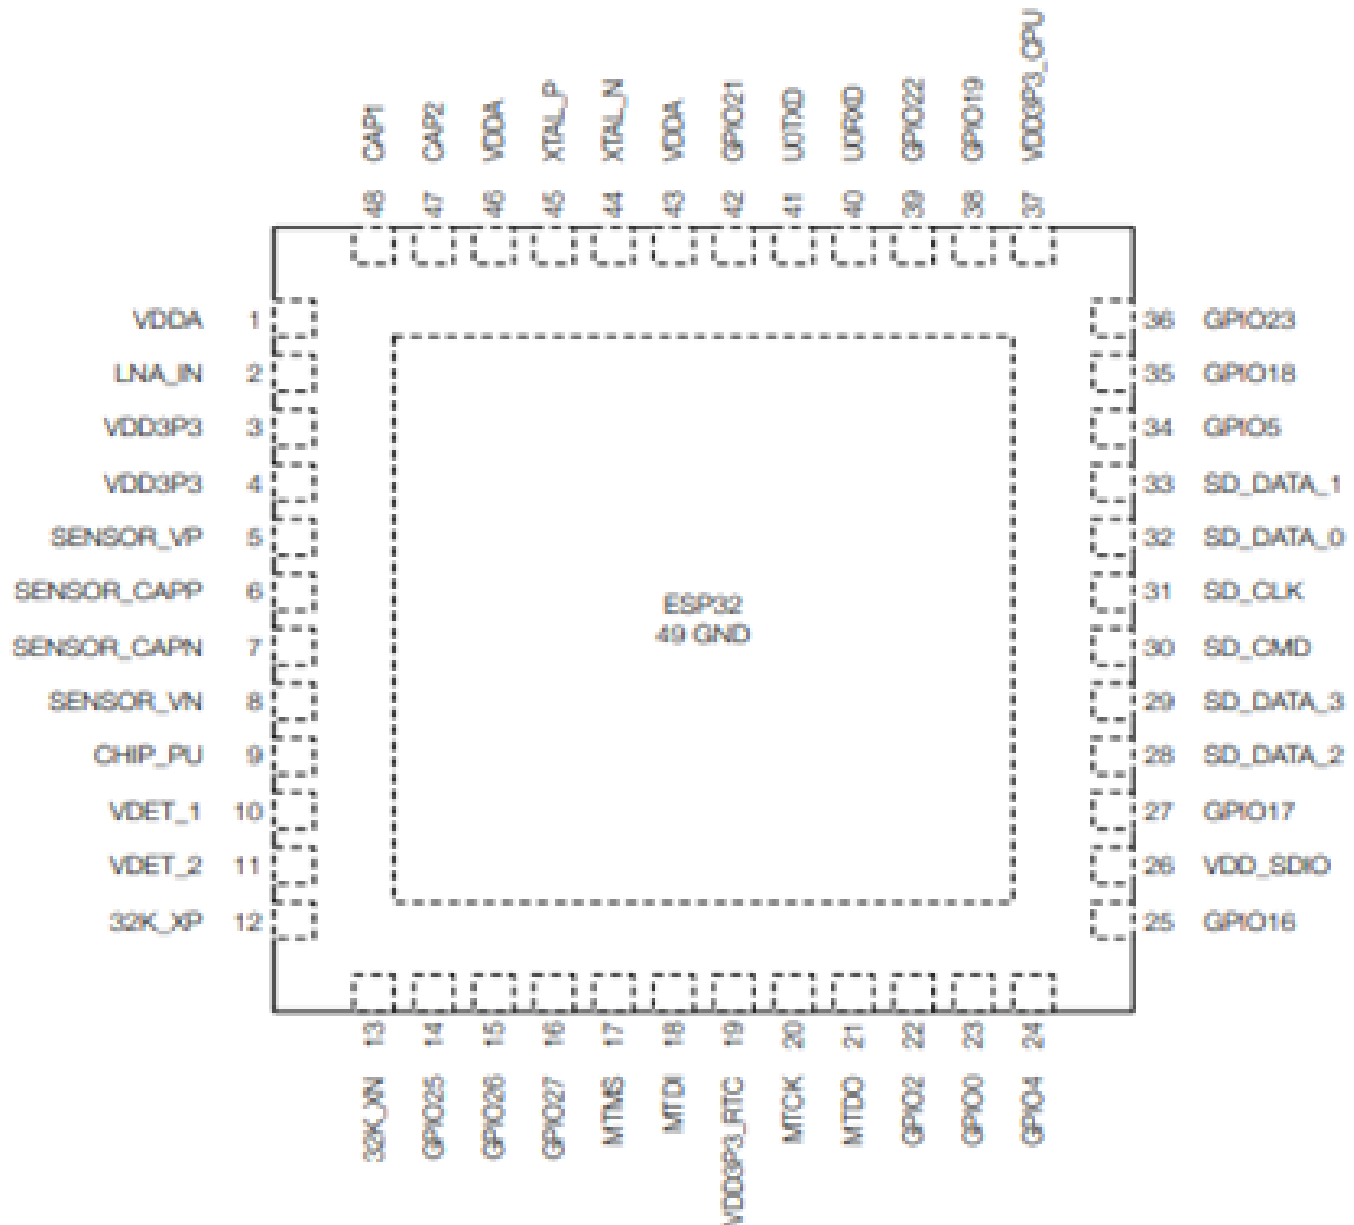 CAP1
CAP2
VDDA
XTAL_P
XTAL_N
VDDA
GPIO21
U0TXD
U0RXD
GPIO22
GPIO19
VDD3P3_CPU
48
47
46
45
44
43
42
41
40
39
38
37
VDDA 1
LNA_IN 2
VDD3P3 3
VDD3P3 4
SENSOR_VP 5
SENSOR_CAPP 6
SENSOR_CAPN 7
SENSOR_VN 8
CHIP_PU 9
VDET_1 10
VDET_2 11
32K_XP 12
ESP32
49 GND
36 GPIO23
35 GPIO18
34 GPIO5
33 SD_DATA_1
32 SD_DATA_0
31 SD_CLK
30 SD_CMD
29 SD_DATA_3
28 SD_DATA_2
27 GPIO17
26 VDD_SDIO
25 GPIO16
13
14
15
16
17
18
19
20
21
22
23
24
32K_XN
GPIO25
GPIO26
GPIO27
MTMS
MTDI
VDD3P3_RTC
MTCK
MTDO
GPIO2
GPIO0
GPIO4